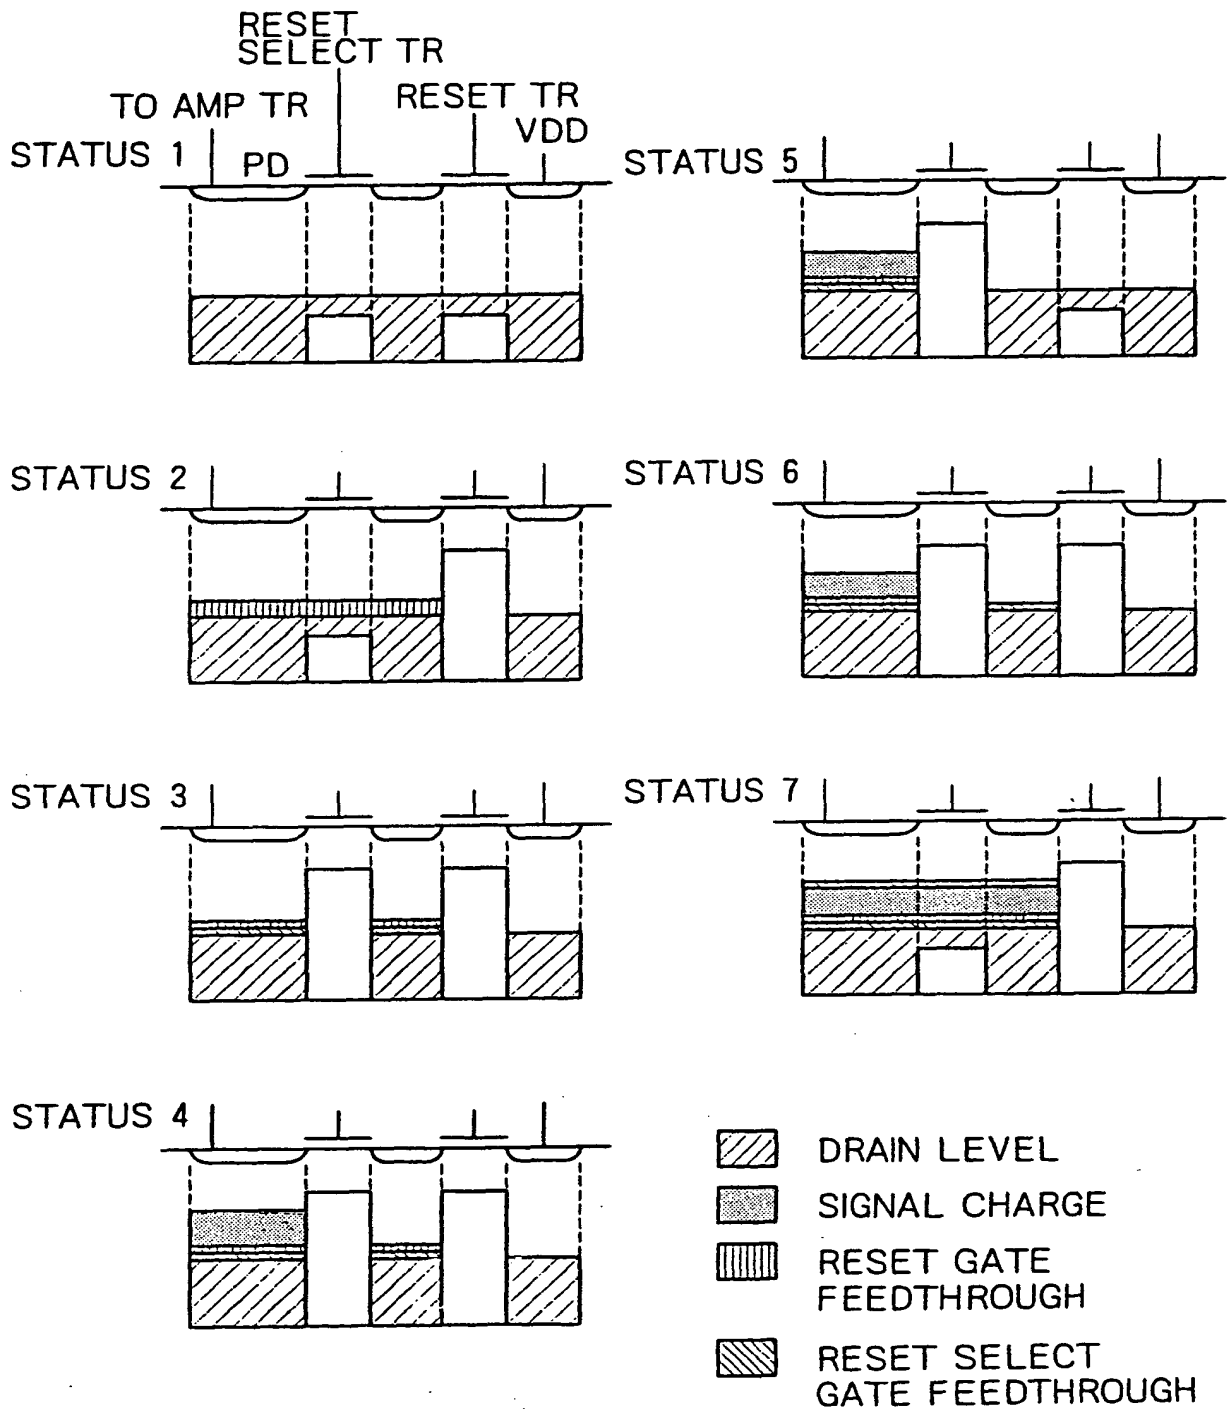 RESET
SELECT TR
TO AMP TR
RESET TR
VDD
STATUS 1
PD
STATUS 2
STATUS 3
STATUS 4
STATUS 5
STATUS 6
STATUS 7
DRAIN LEVEL
SIGNAL CHARGE
RESET GATE
FEEDTHROUGH
RESET SELECT
GATE FEEDTHROUGH